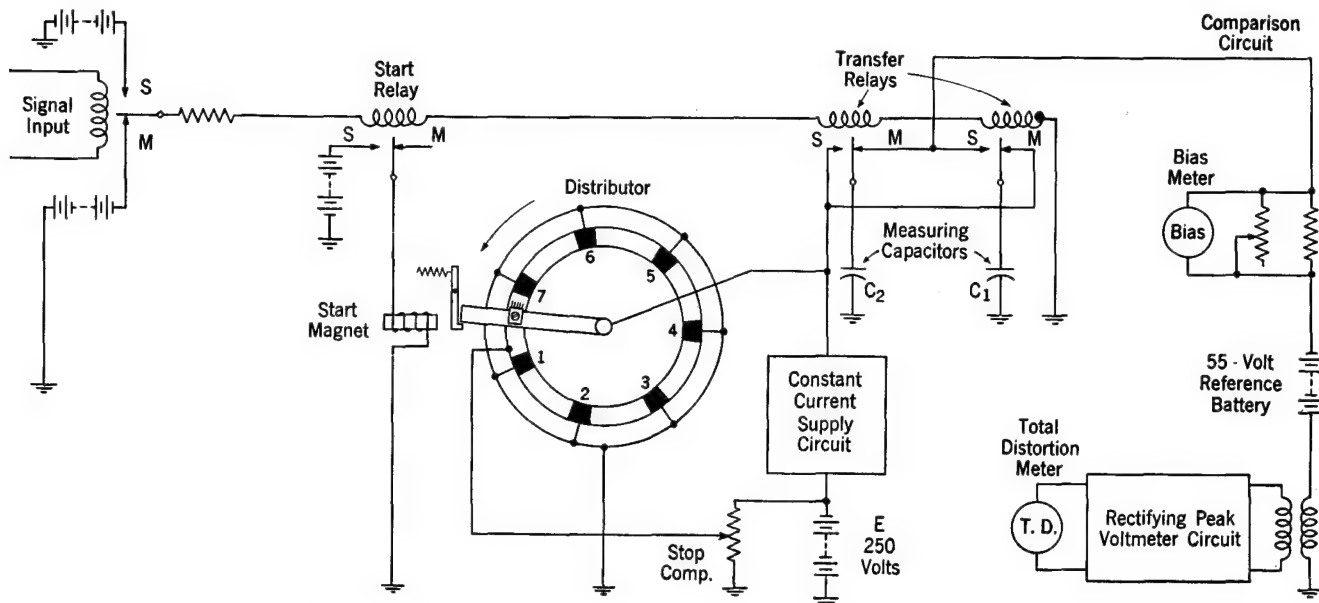 Comparison
Circuit
Transfer
Relays
Start
Relay
S
Signal
Input
M
S
M
S
M
S
M
Distributor
Bias
Meter
Bias
6
5
7
4
1
3
2
Measuring
Capacitors
C2
C1
Start
Magnet
Constant
Current
Supply
Circuit
55-Volt
Reference
Battery
Total
Distortion
Meter
T. D.
Rectifying Peak
Voltmeter Circuit
Stop
Comp.
E
250
Volts